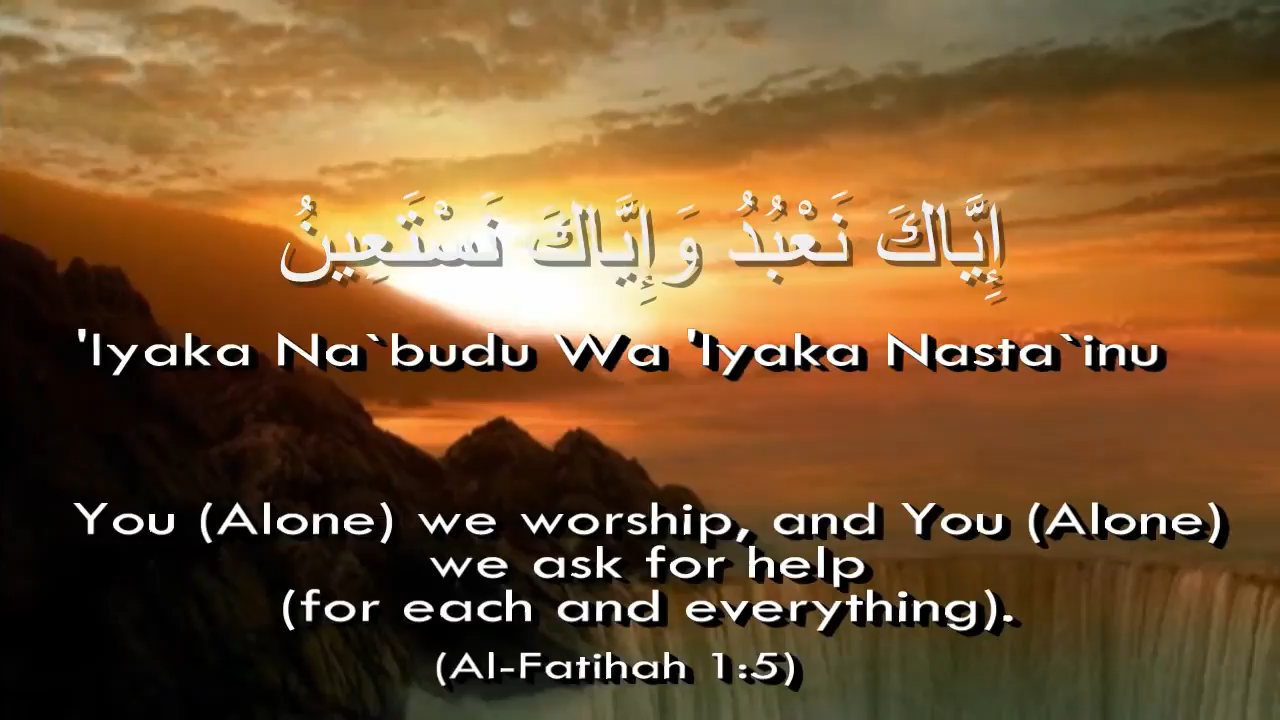 إِيَّاكَ نَعْبُدُ وَإِيَّاكَ نَسْتَعِينُ
'Iyaka Na`budu Wa 'Iyaka Nasta`inu
You (Alone) we worship, and You (Alone)
we ask for help
(for each and everything).
(Al-Fatihah 1:5)